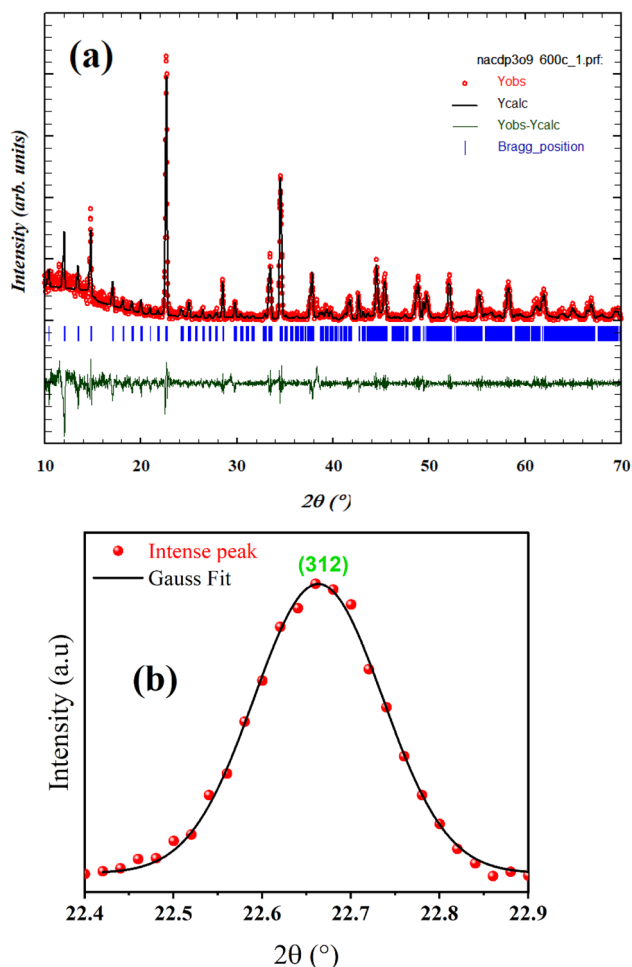 (a)
nacdp3o9 600c_1.prf:
Yobs
Ycalc
Yobs-Ycalc
Bragg_position
Intensity (arb. units)
10 20 30 40 50 60 70
2θ (°)
Intense peak
Gauss Fit
(312)
(b)
Intensity (a.u)
22.4 22.5 22.6 22.7 22.8 22.9
2θ (°)